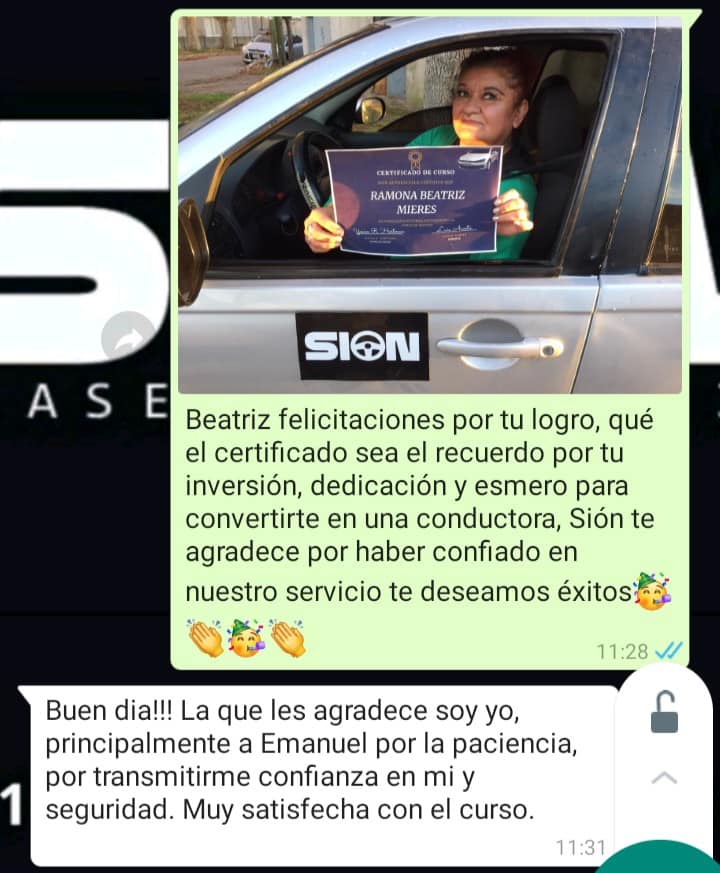 CERTIFICADO DE CURSO
RAMONA BEATRIZ
MIERES
SION
ASE
Beatriz felicitaciones por tu logro, qué
el certificado sea el recuerdo por tu
inversión, dedicación y esmero para
convertirte en una conductora, Sión te
agradece por haber confiado en
nuestro servicio te deseamos éxitos🥳
👏🥳👏
11:28
Buen dia!!! La que les agradece soy yo,
principalmente a Emanuel por la paciencia,
por transmitirme confianza en mi y
seguridad. Muy satisfecha con el curso.
11:31
1